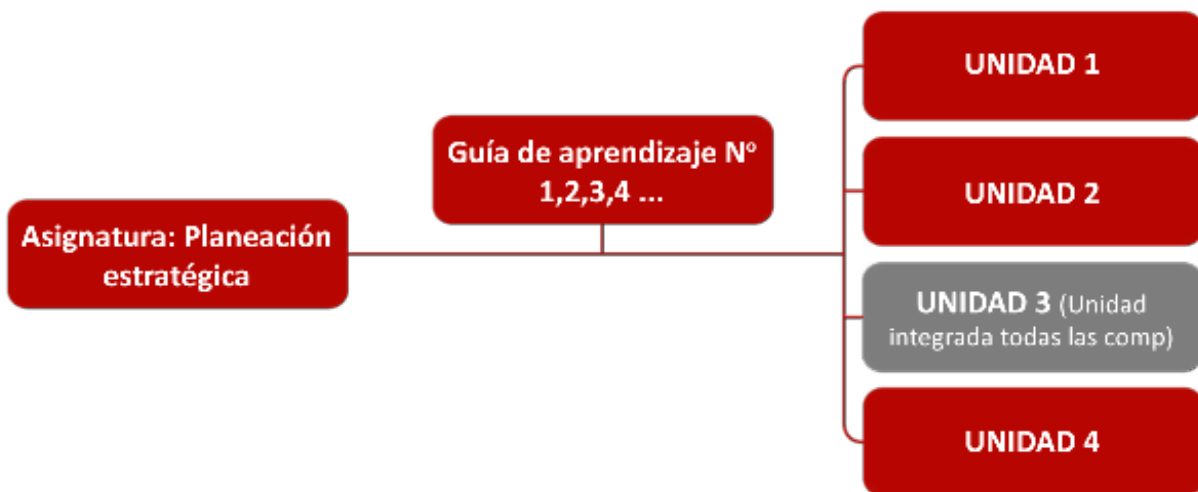 Asignatura: Planeación
estratégica
Guía de aprendizaje Nº
1,2,3,4 ...
UNIDAD 1
UNIDAD 2
UNIDAD 3 (Unidad
integrada todas las comp)
UNIDAD 4